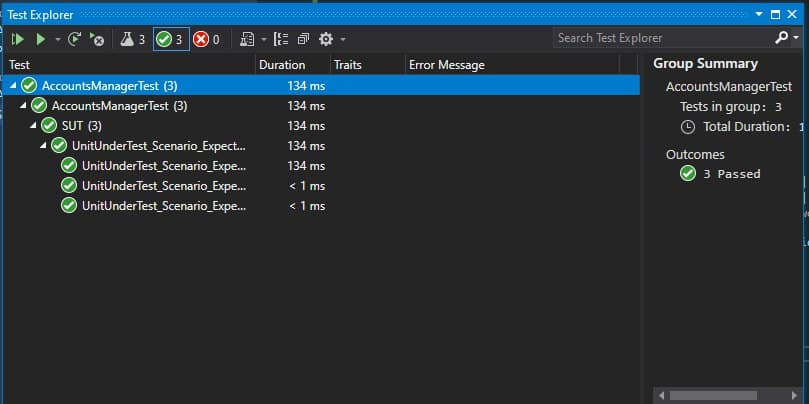 Test Explorer
3 3 0 Search Test Explorer
Test Duration Traits Error Message
AccountsManagerTest (3) 134 ms
AccountsManagerTest (3) 134 ms
SUT (3) 134 ms
UnitUnderTest_Scenario_Expect... 134 ms
UnitUnderTest_Scenario_Expe... 134 ms
UnitUnderTest_Scenario_Expe... < 1 ms
UnitUnderTest_Scenario_Expe... < 1 ms
Group Summary
AccountsManagerTest
Tests in group: 3
Total Duration:
Outcomes
3 Passed